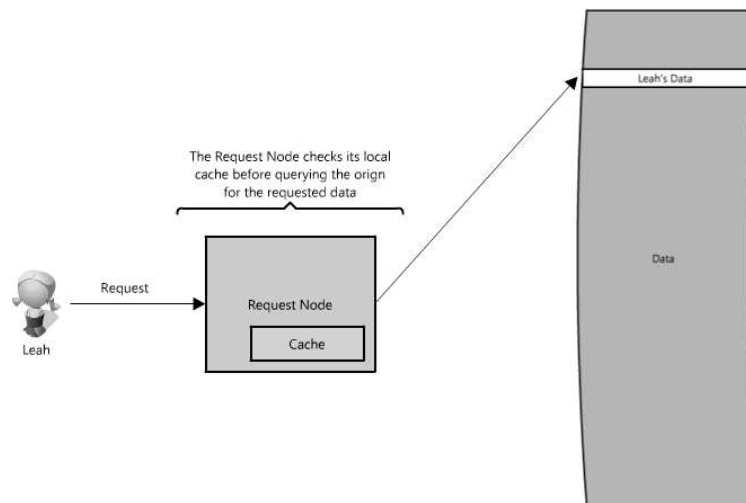 Leah's Data
The Request Node checks its local
cache before querying the orign
for the requested data
Data
Request
Request Node
Cache
Leah